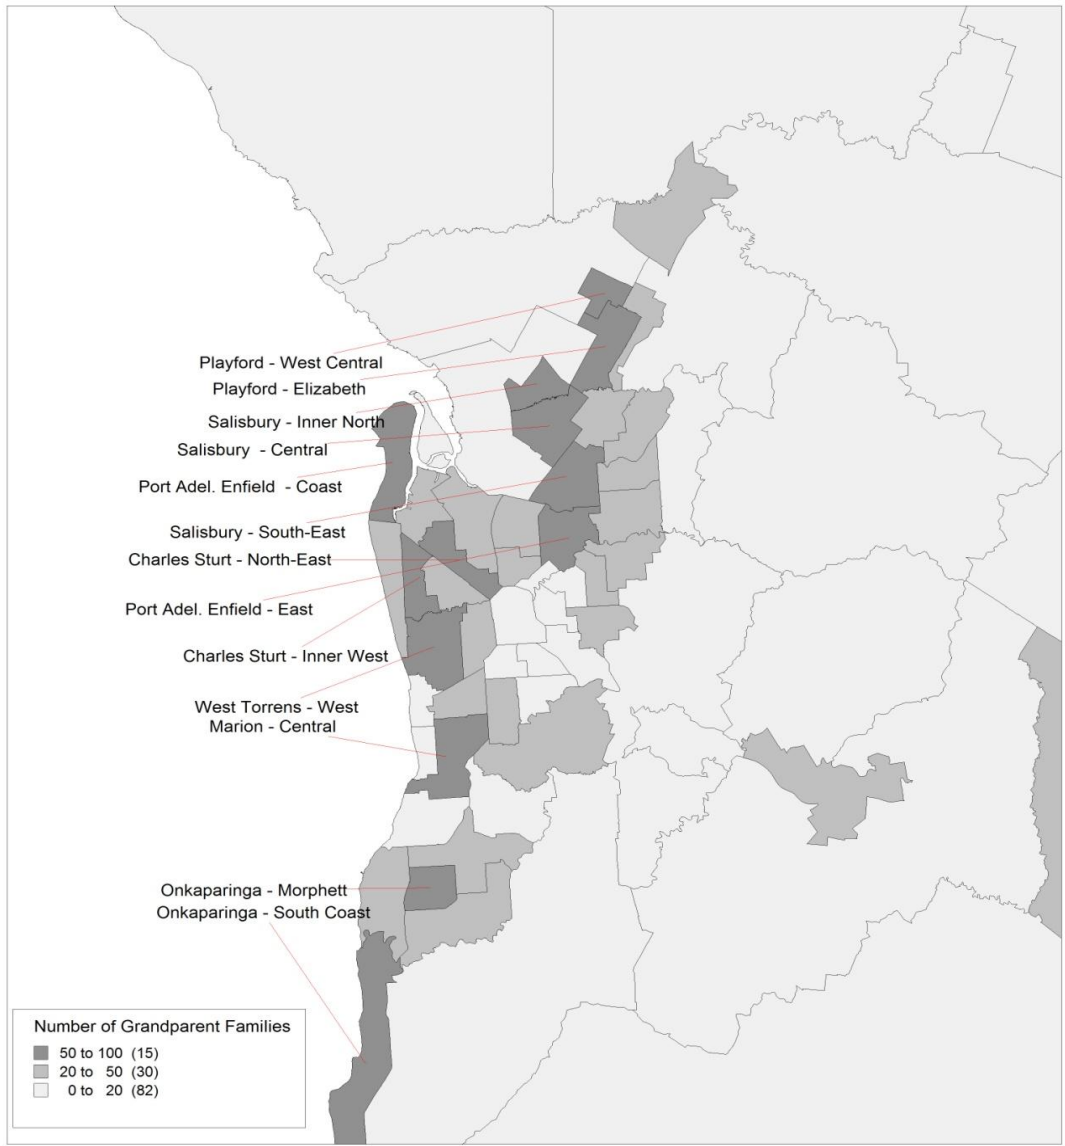 Playford - West Central
Playford - Elizabeth
Salisbury - Inner North
Salisbury  - Central
Port Adel. Enfield  - Coast
Salisbury - South-East
Charles Sturt - North-East
Port Adel. Enfield - East
Charles Sturt - Inner West
West Torrens - West
Marion - Central
Onkaparinga - Morphett
Onkaparinga - South Coast
Number of Grandparent Families
50 to 100  (15)
20 to   50  (30)
0 to   20  (82)